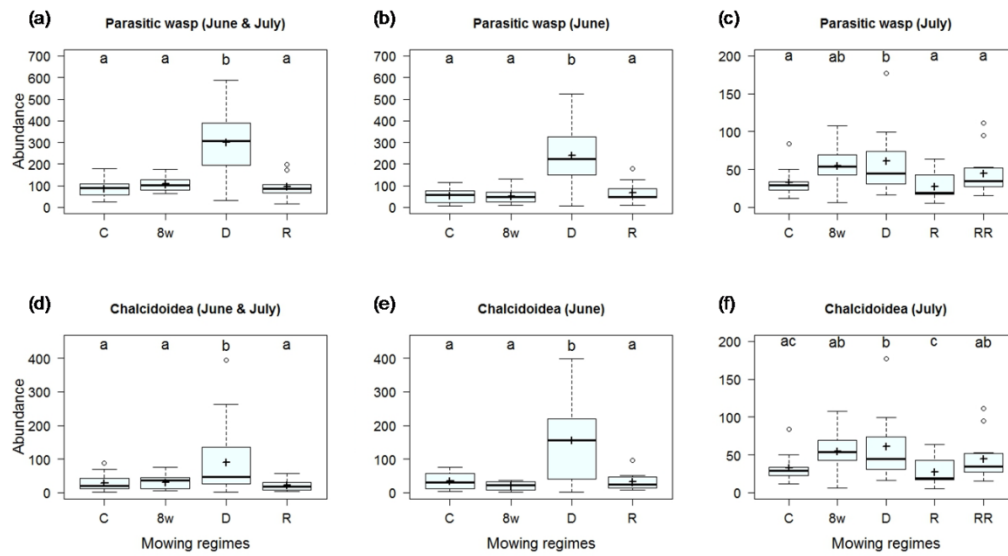 (a) Parasitic wasp (June & July)
a a b a
Abundance
700
600
500
400
300
200
100
0
C 8w D R
(b) Parasitic wasp (June)
a a b a
700
600
500
400
300
200
100
0
C 8w D R
(c) Parasitic wasp (July)
a ab b a a
200
150
100
50
0
C 8w D R RR
(d) Chalcidoidea (June & July)
a a b a
Abundance
400
300
200
100
0
C 8w D R
Mowing regimes
(e) Chalcidoidea (June)
a a b a
400
300
200
100
0
C 8w D R
Mowing regimes
(f) Chalcidoidea (July)
ac ab b c ab
200
150
100
50
0
C 8w D R RR
Mowing regimes